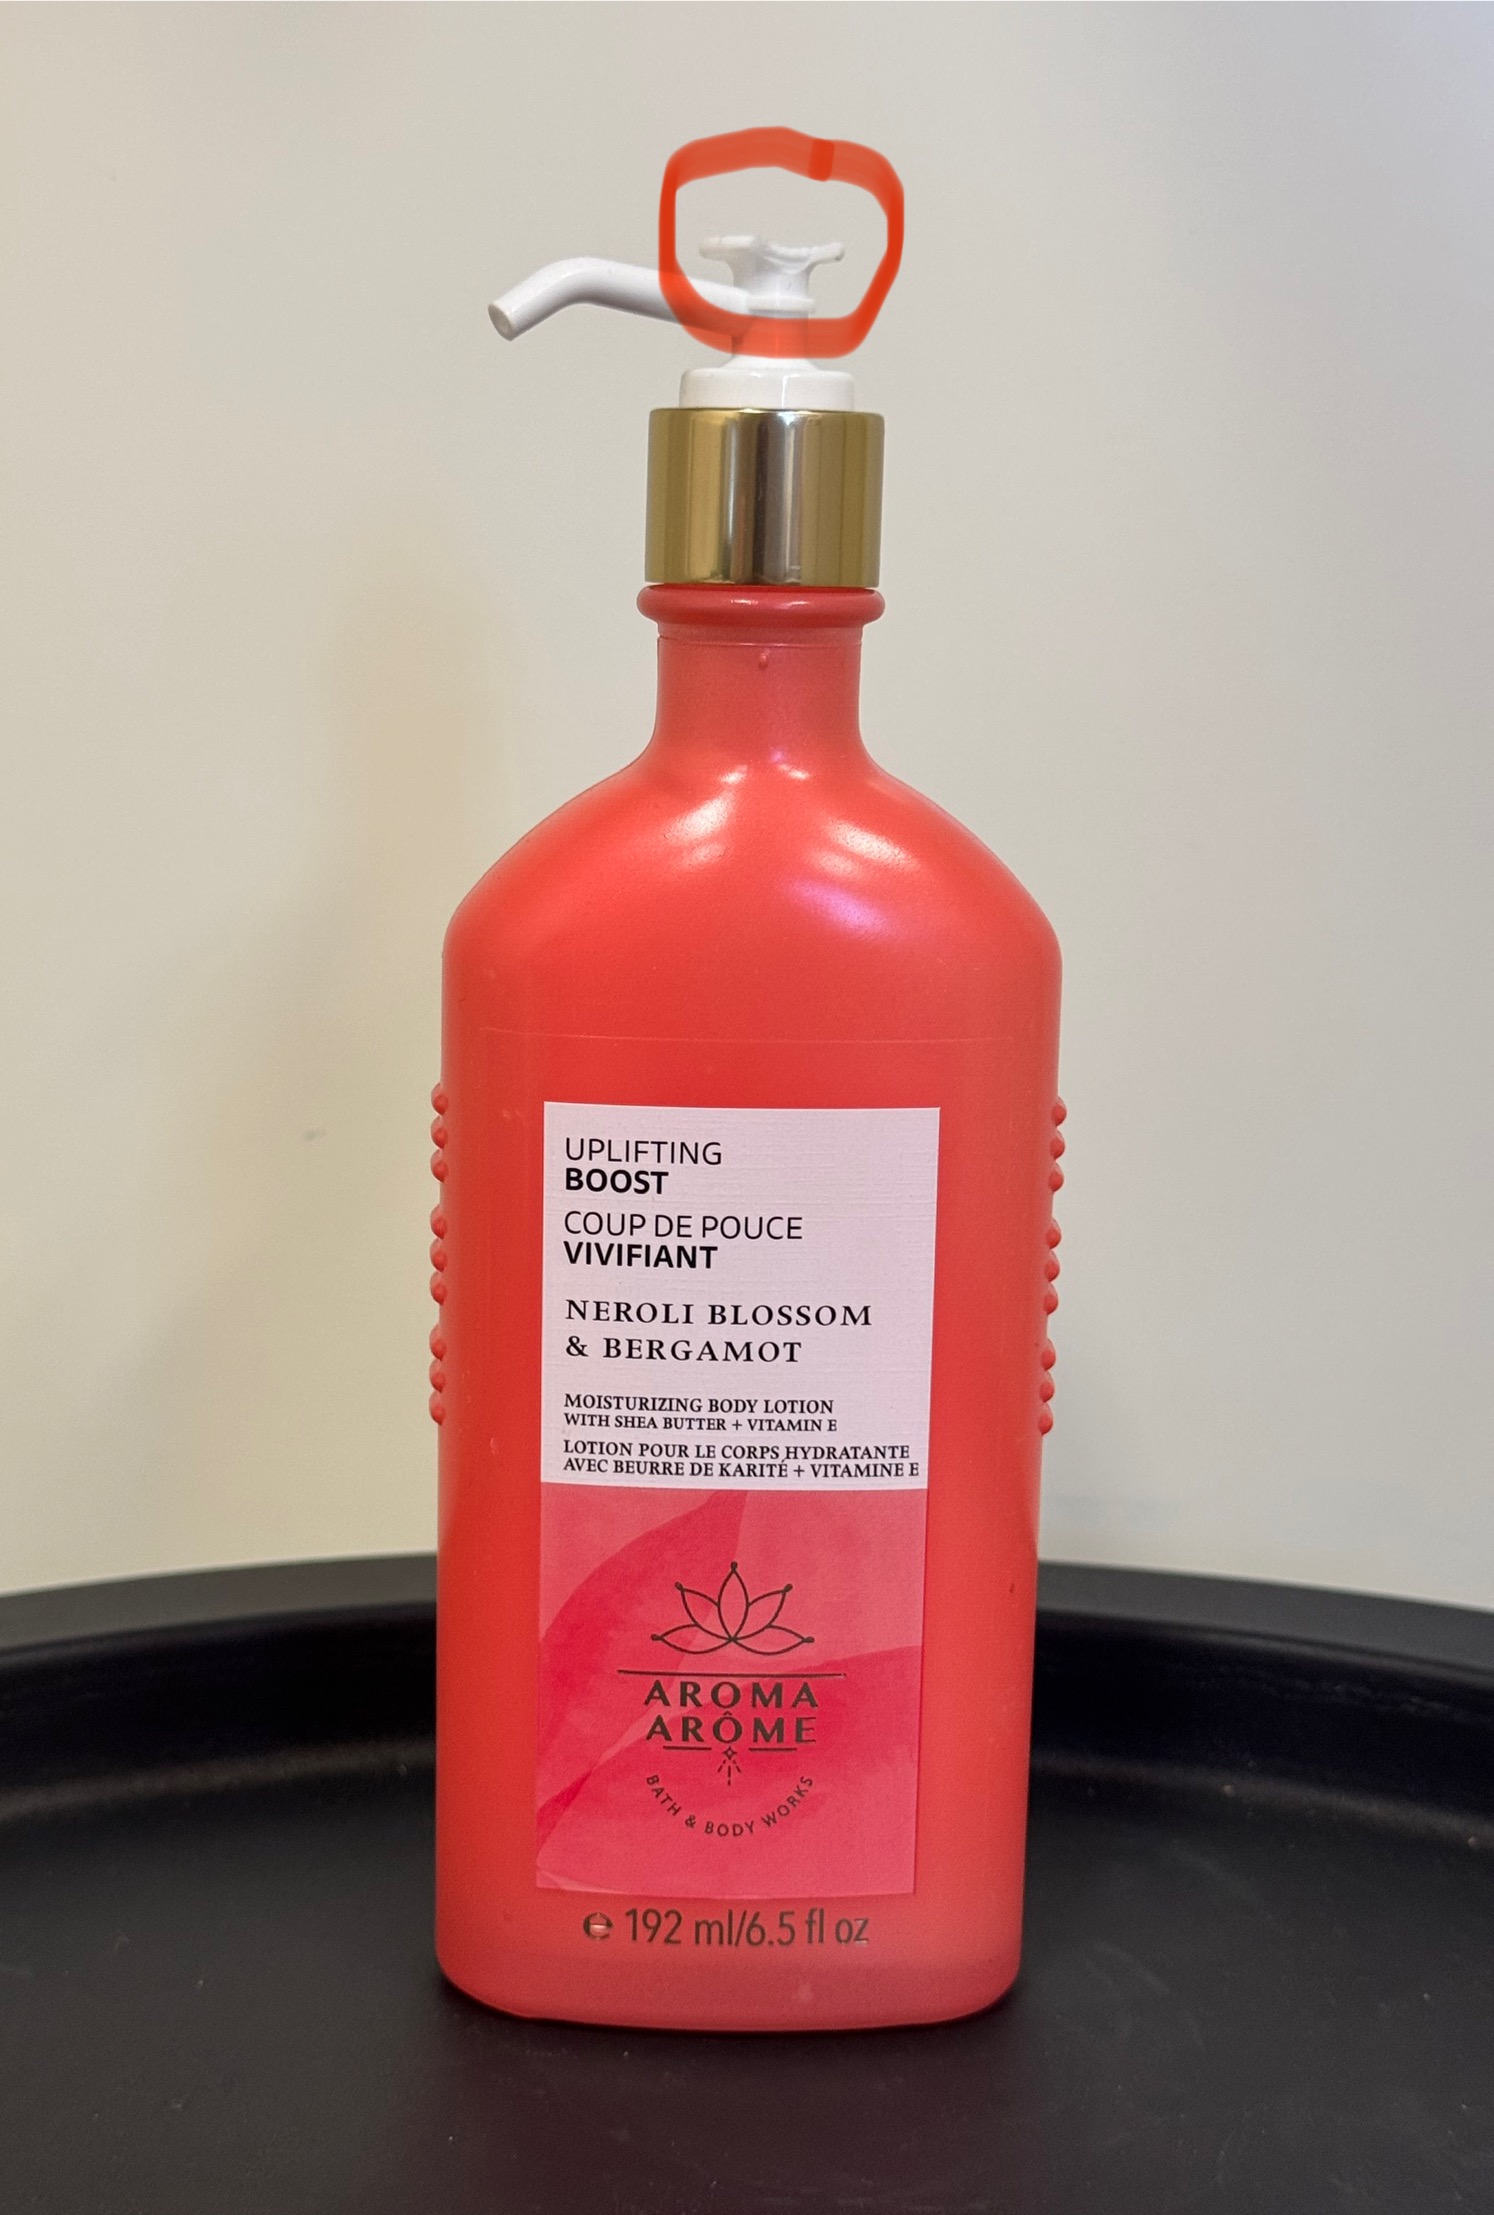 UPLIFTING
BOOST
COUP DE POUCE
VIVIFIANT
NEROLI BLOSSOM
& BERGAMOT
MOISTURIZING BODY LOTION
WITH SHEA BUTTER + VITAMIN E
LOTION POUR LE CORPS HYDRATANTE
AVEC BEURRE DE KARITÉ + VITAMINE E
AROMA
ARÔME
BATH & BODY WORKS
℮ 192 ml/6.5 fl oz